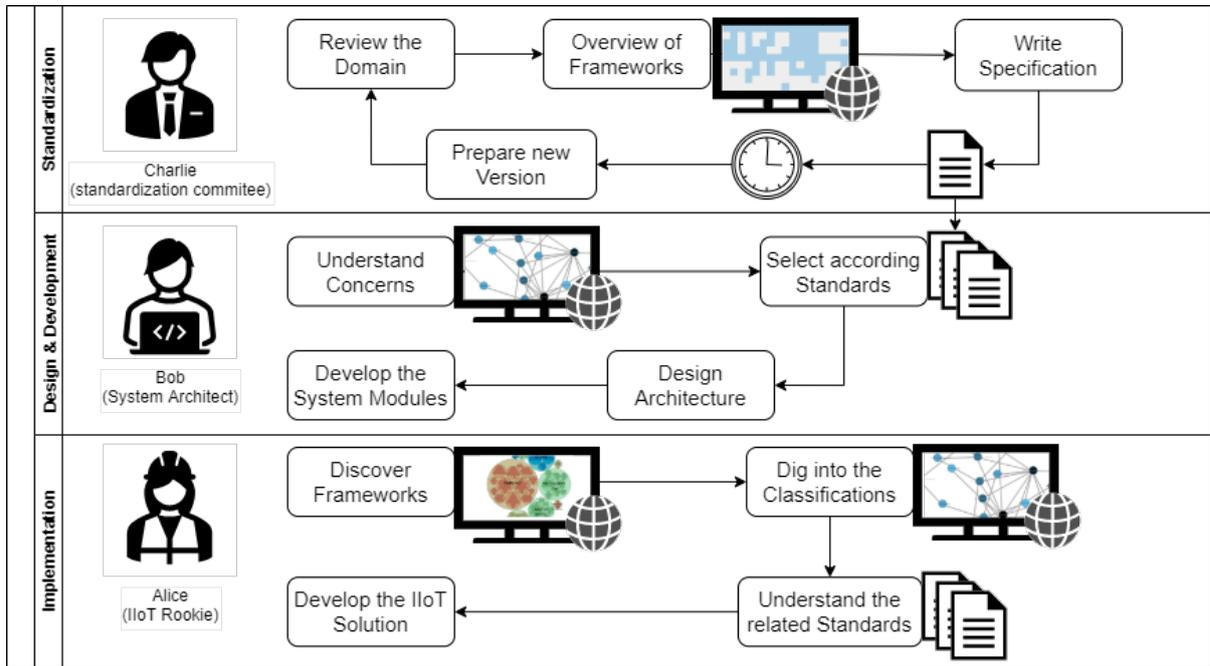 Standardization
Charlie
(standardization commitee)
Review the
Domain
Overview of
Frameworks
Write
Specification
Prepare new
Version
Design & Development
Bob
(System Architect)
Understand
Concerns
Select according
Standards
Develop the
System Modules
Design
Architecture
Implementation
Alice
(IIoT Rookie)
Discover
Frameworks
Dig into the
Classifications
Develop the IIoT
Solution
Understand the
related Standards